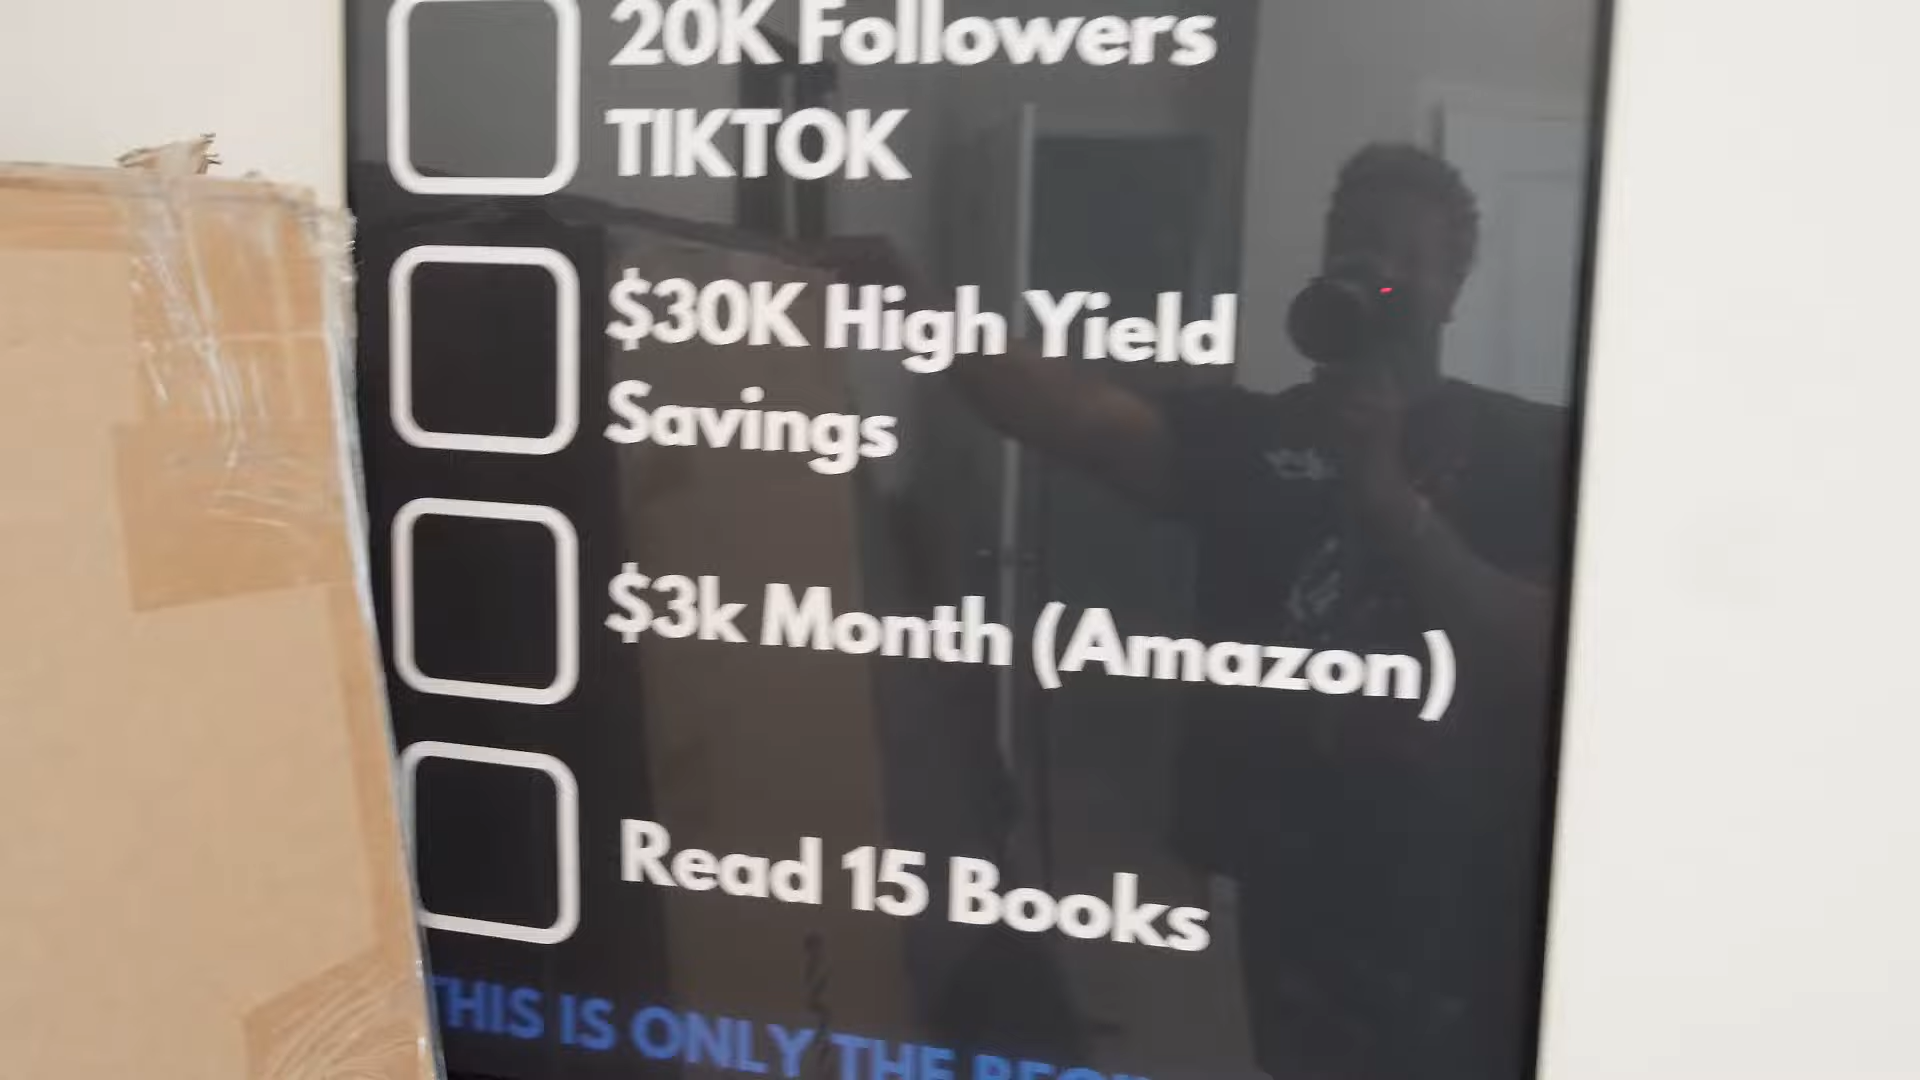 20K Followers
TIKTOK
$30K High Yield
Savings
$3k Month (Amazon)
Read 15 Books
THIS IS ONLY THE